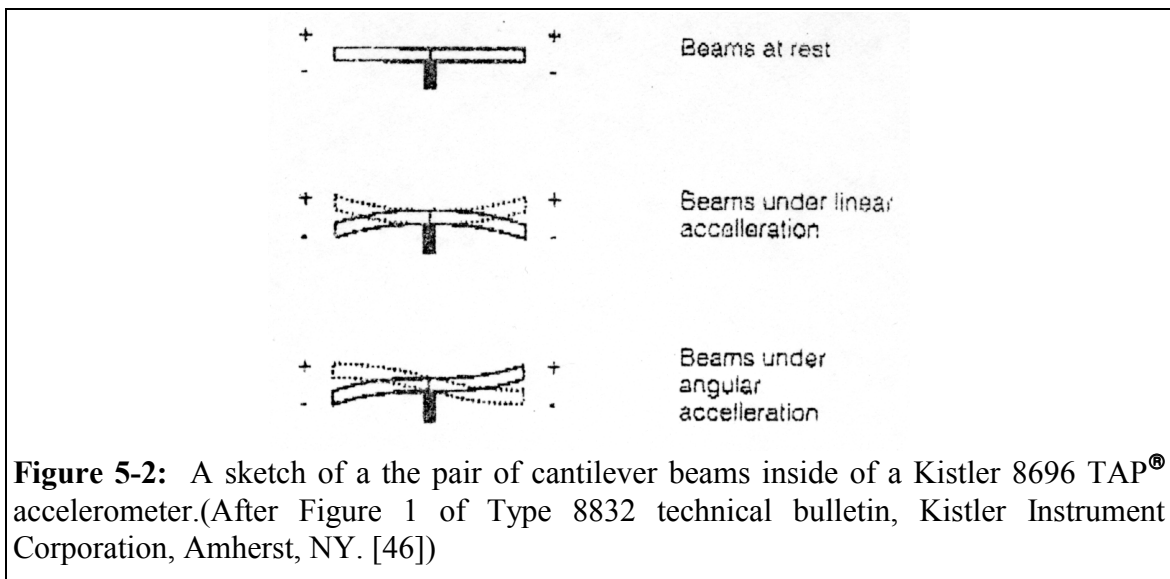 + + Beams at rest
- -
+ + Beams under linear
- - accelleration
+ + Beams under
angular
- - accelleration
Figure 5-2: A sketch of a the pair of cantilever beams inside of a Kistler 8696 TAP®
accelerometer.(After Figure 1 of Type 8832 technical bulletin, Kistler Instrument
Corporation, Amherst, NY. [46])